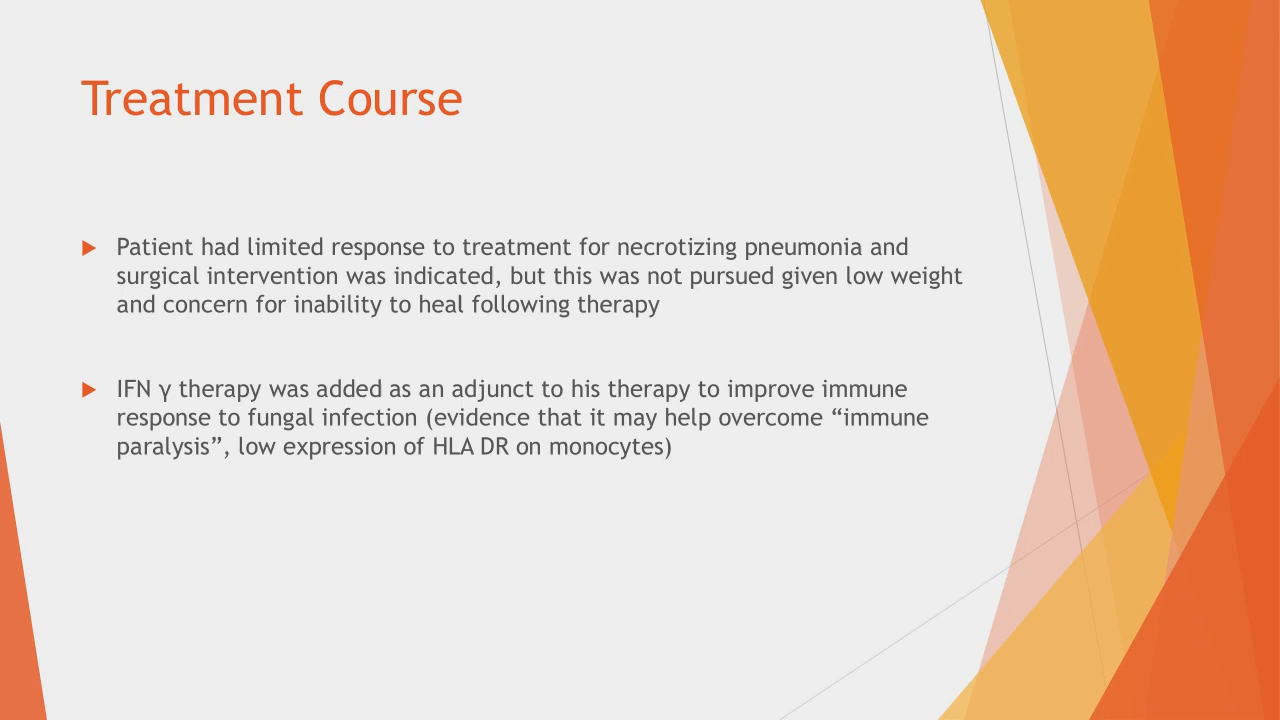 Treatment Course
Patient had limited response to treatment for necrotizing pneumonia and
surgical intervention was indicated, but this was not pursued given low weight
and concern for inability to heal following therapy
IFN γ therapy was added as an adjunct to his therapy to improve immune
response to fungal infection (evidence that it may help overcome “immune
paralysis”, low expression of HLA DR on monocytes)